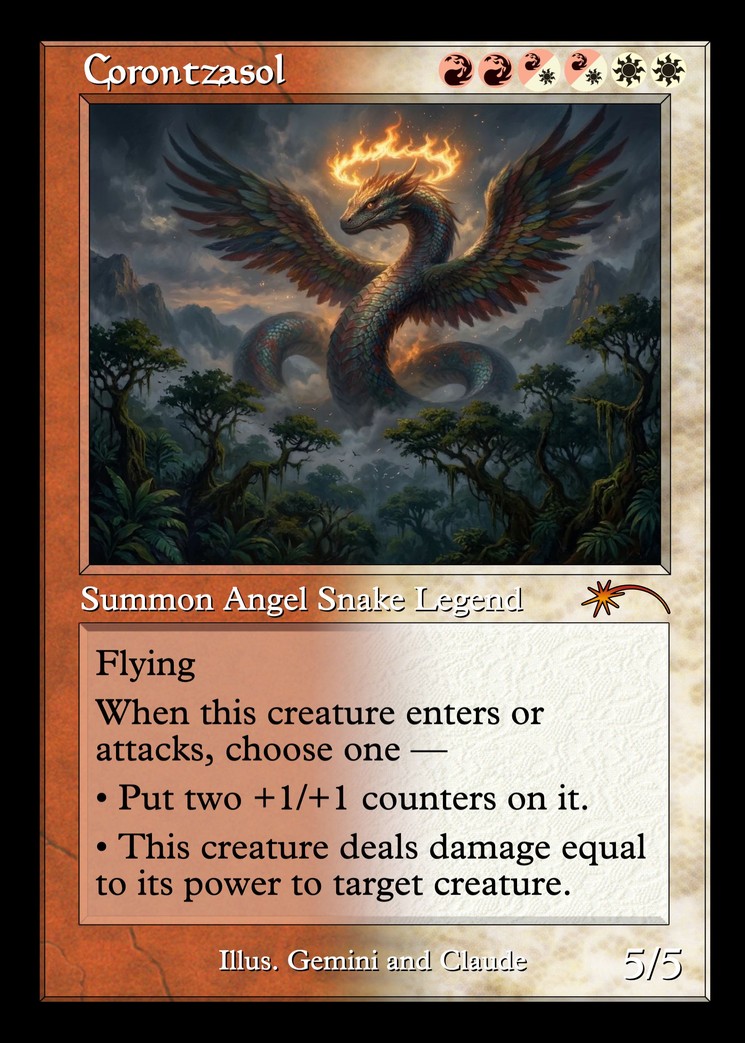 Corontzasol
Summon Angel Snake Legend
Flying
When this creature enters or
attacks, choose one —
• Put two +1/+1 counters on it.
• This creature deals damage equal
to its power to target creature.
Illus. Gemini and Claude
5/5